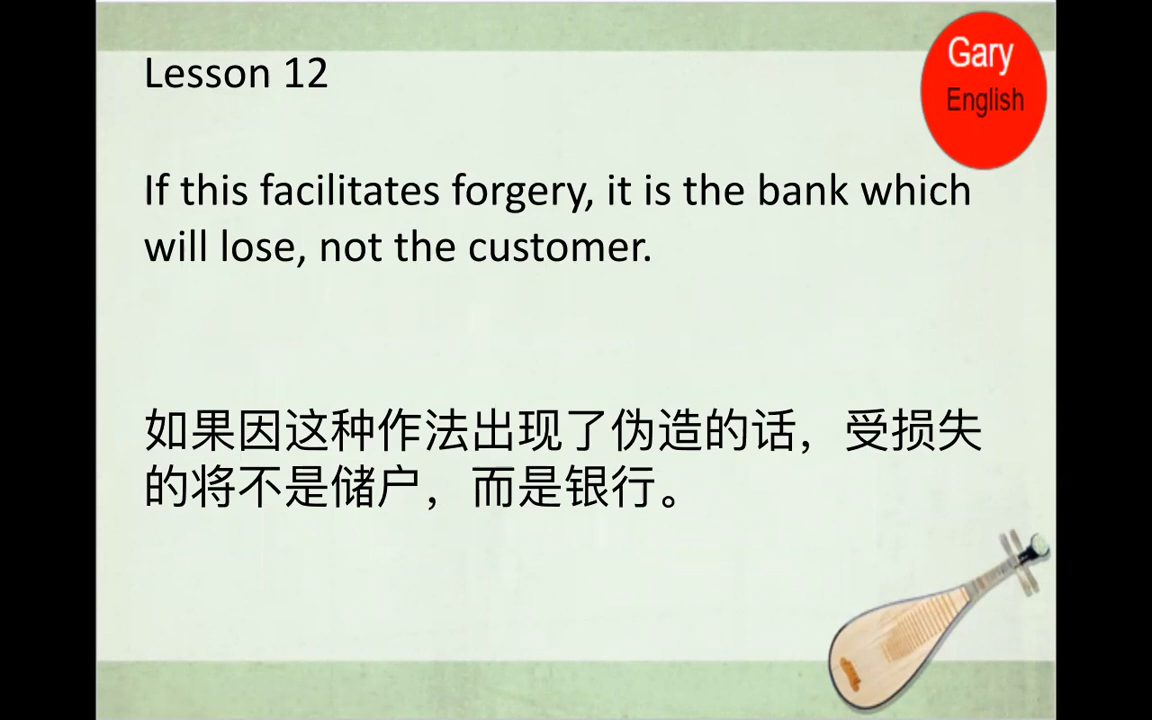 Lesson 12
Gary
English
If this facilitates forgery, it is the bank which
will lose, not the customer.
如果因这种作法出现了伪造的话，受损失
的将不是储户，而是银行。